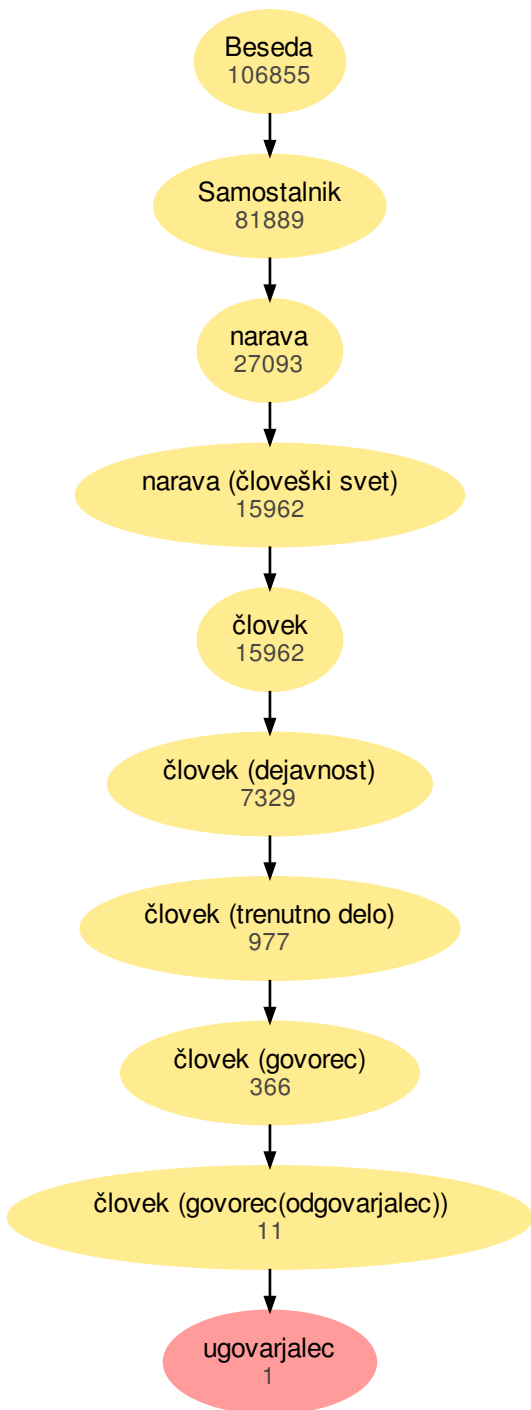 Beseda
106855
Samostalnik
81889
narava
27093
narava (človeški svet)
15962
človek
15962
človek (dejavnost)
7329
človek (trenutno delo)
977
človek (govorec)
366
človek (govorec(odgovarjalec))
11
ugovarjalec
1